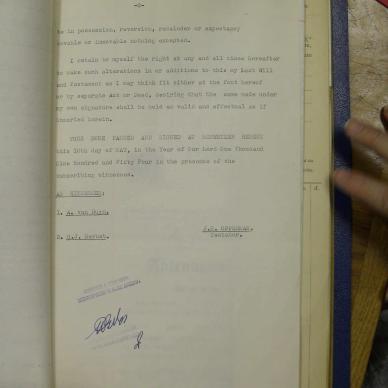 -2-
be in possession, reversion, remainder or expectancy
movable or immovable nothing excepted.
I retain to myself the right at any and all times hereafter
to make such alterations in or additions to this my Last Will
and Testament as I may think fit either at the foot hereof
or by separate Act or Deed, desiring that the same made under
my own signature shall be held as valid and effectual as if
inserted herein.
THUS DONE PASSED AND SIGNED AT
this 10th day of MAY, in the Year of Our Lord One Thousand
Nine Hundred and Fifty Four in the presence of the
subscribing witnesses.
AS WITNESSES:
1. A. van
2.
Testator.